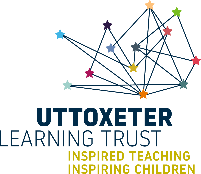 UTTOXETER
LEARNING TRUST
INSPIRED TEACHING
INSPIRING CHILDREN